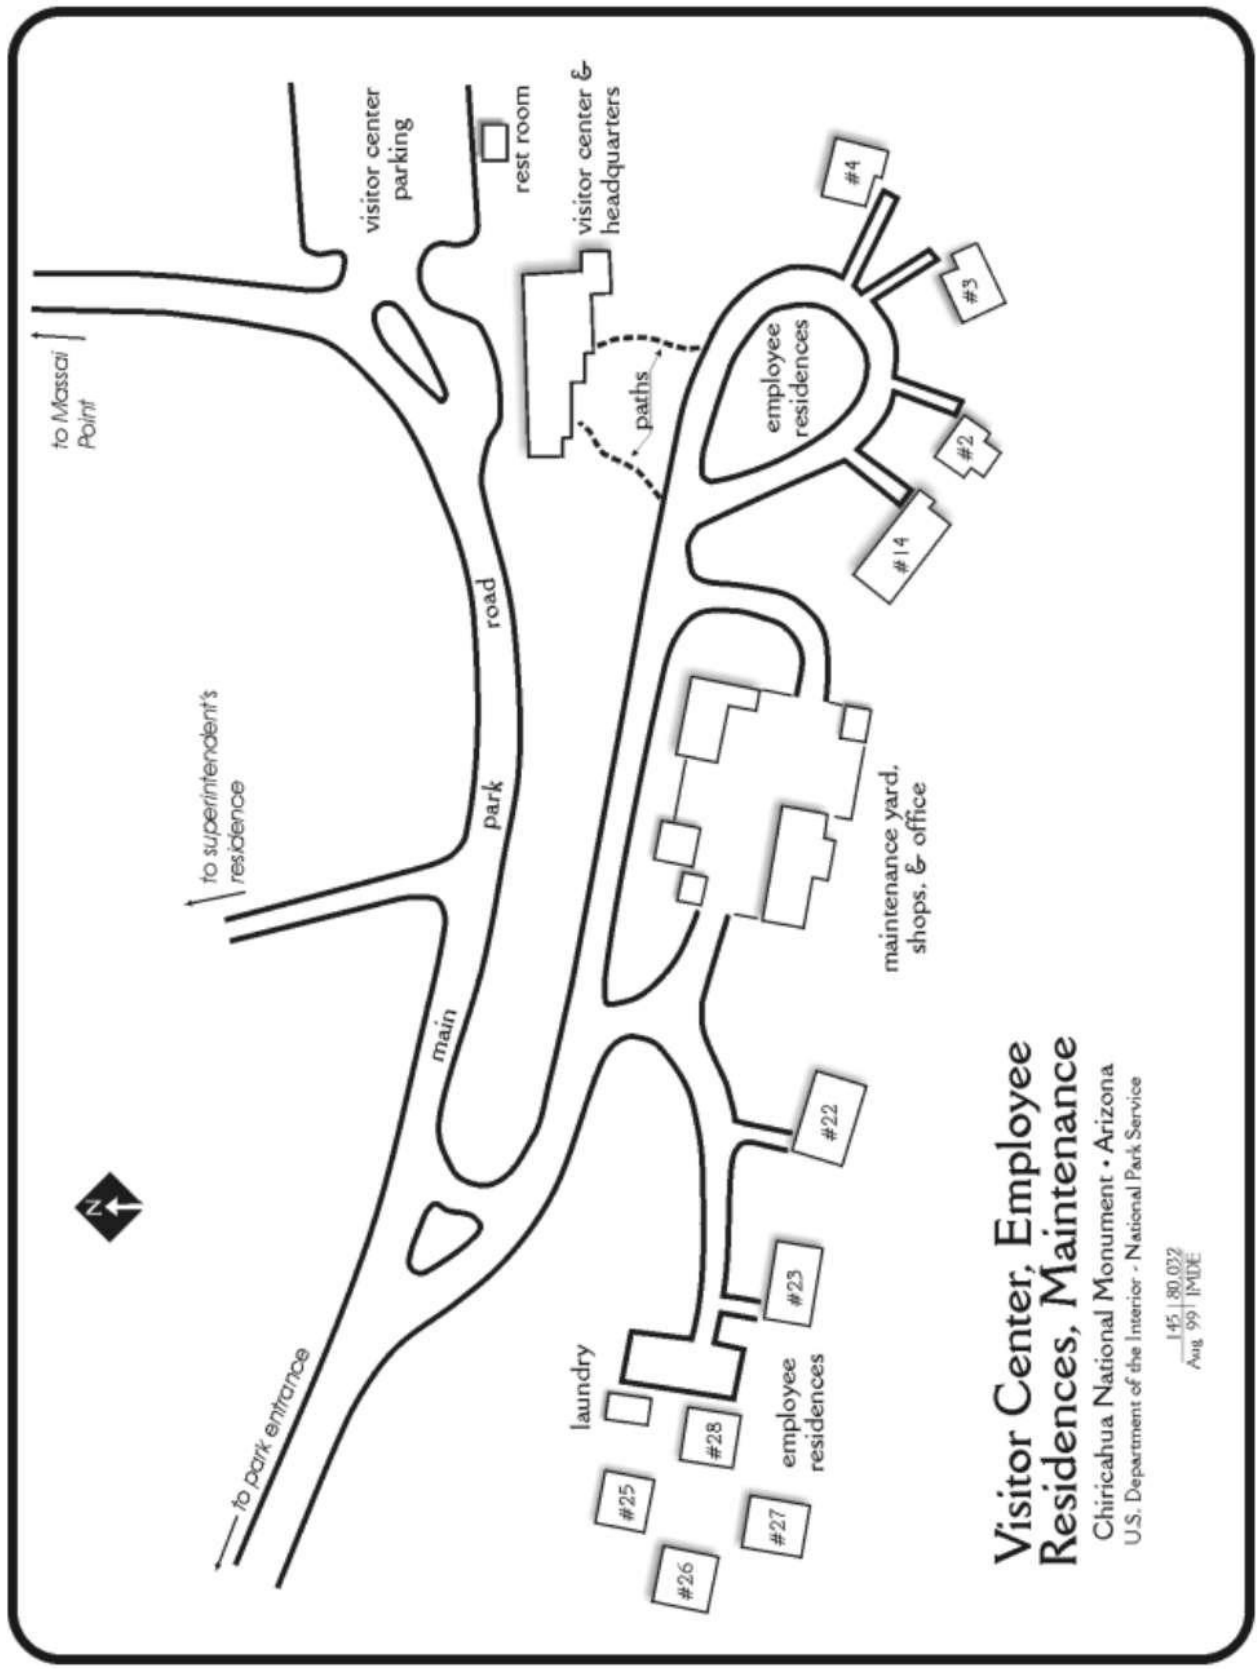 to Massai
Point
visitor center
parking
rest room
visitor center &
headquarters
to superintendent's
residence
main
park
road
paths
employee
residences
#4
#3
#2
#14
maintenance yard,
shops, & office
N
to park entrance
laundry
#22
#23
#28
#25
#26
#27
employee
residences
Visitor Center, Employee
Residences, Maintenance
Chiricahua National Monument • Arizona
U.S. Department of the Interior - National Park Service
145 | 80,032
Aug 99 | IMDE